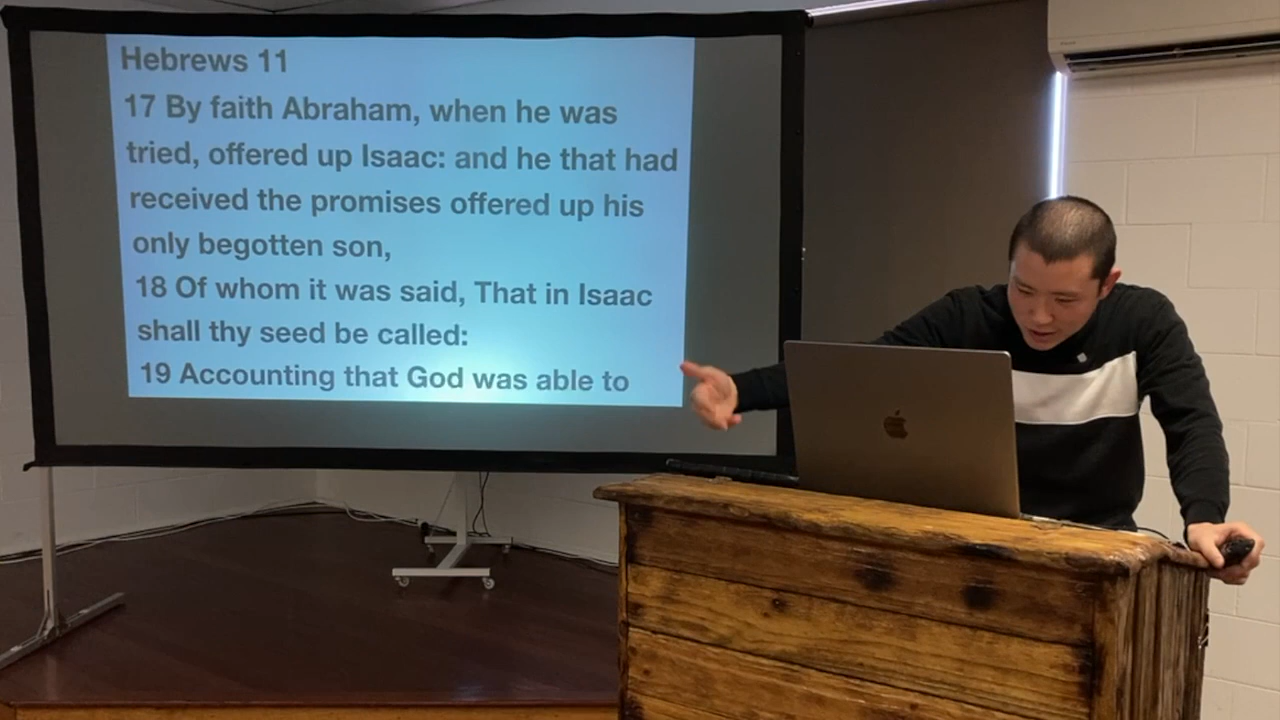 Hebrews 11
17 By faith Abraham, when he was
tried, offered up Isaac: and he that had
received the promises offered up his
only begotten son,
18 Of whom it was said, That in Isaac
shall thy seed be called:
19 Accounting that God was able to